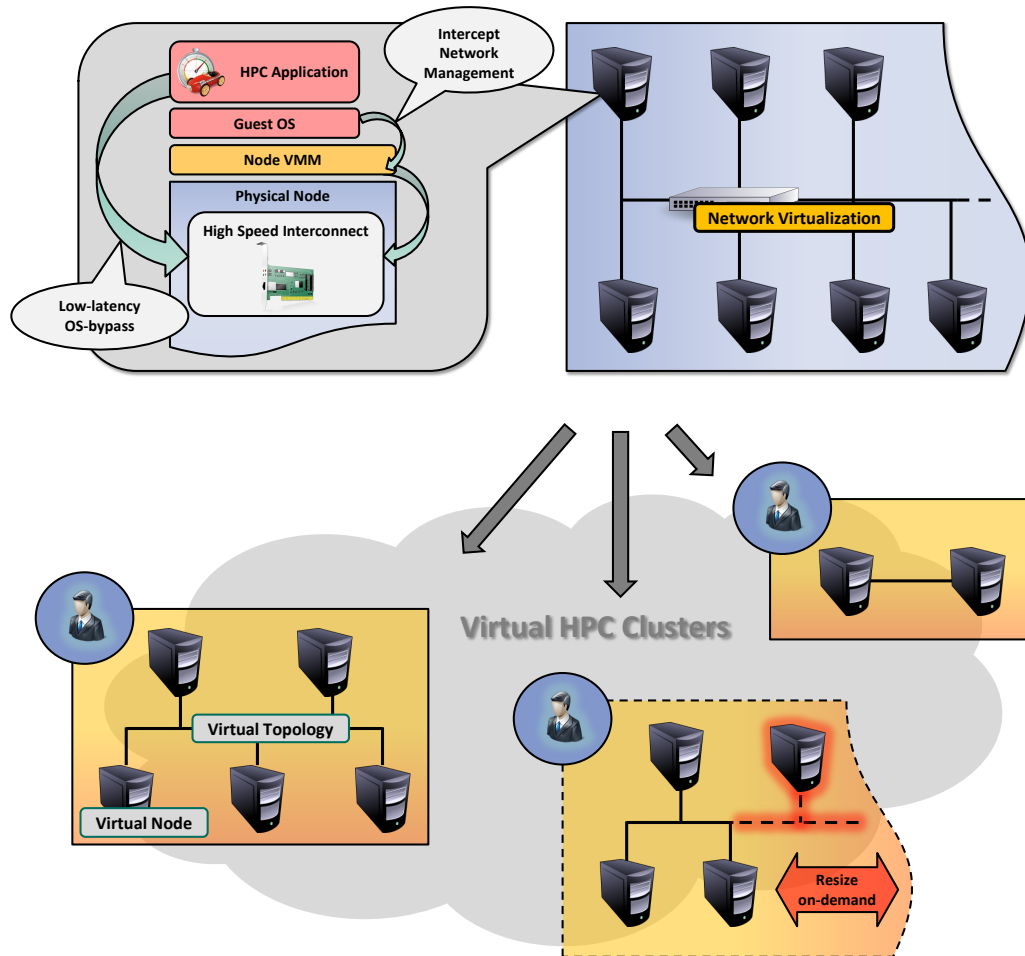 Intercept
Network
Management
HPC Application
Guest OS
Node VMM
Physical Node
High Speed Interconnect
Low-latency
OS-bypass
Network Virtualization
Virtual HPC Clusters
Virtual Topology
Virtual Node
Resize
on-demand